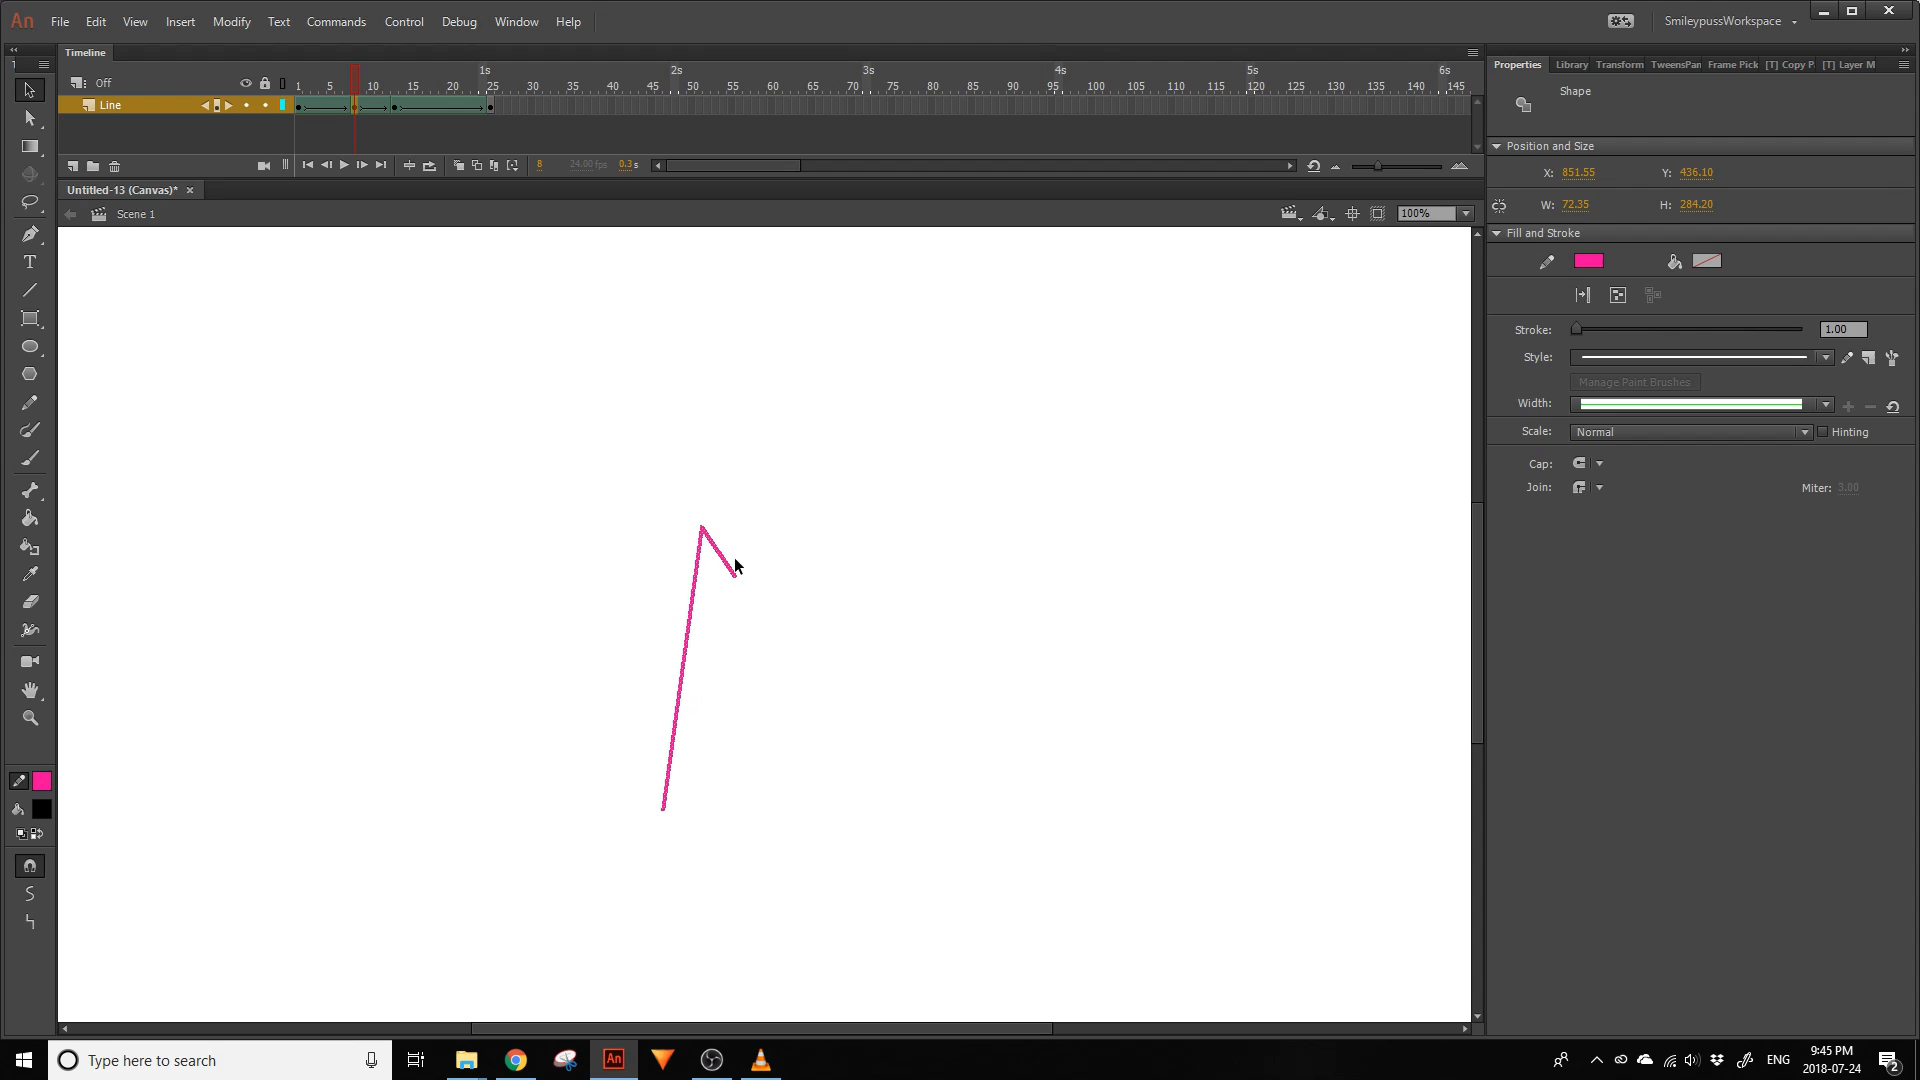 An File Edit View Insert Modify Text Commands Control Debug Window Help SmileypussWorkspace
Timeline
Properties Library Transform TweensPan Frame Pick [T] Copy P [T] Layer M
Off 1s 2s 3s 4s 5s 6s
1 5 10 15 20 25 30 35 40 45 50 55 60 65 70 75 80 85 90 95 100 105 110 115 120 125 130 135 140 145
Line
8 24.00 fps 0.3 s
Untitled-13 (Canvas)* ×
Scene 1 100%
Shape
Position and Size
X: 851.55 Y: 436.10
W: 72.35 H: 284.20
Fill and Stroke
Stroke: 1.00
Style:
Manage Paint Brushes
Width:
Scale: Normal Hinting
Cap:
Join: Miter: 3.00
Type here to search
An
ENG
9:45 PM
2018-07-24
2